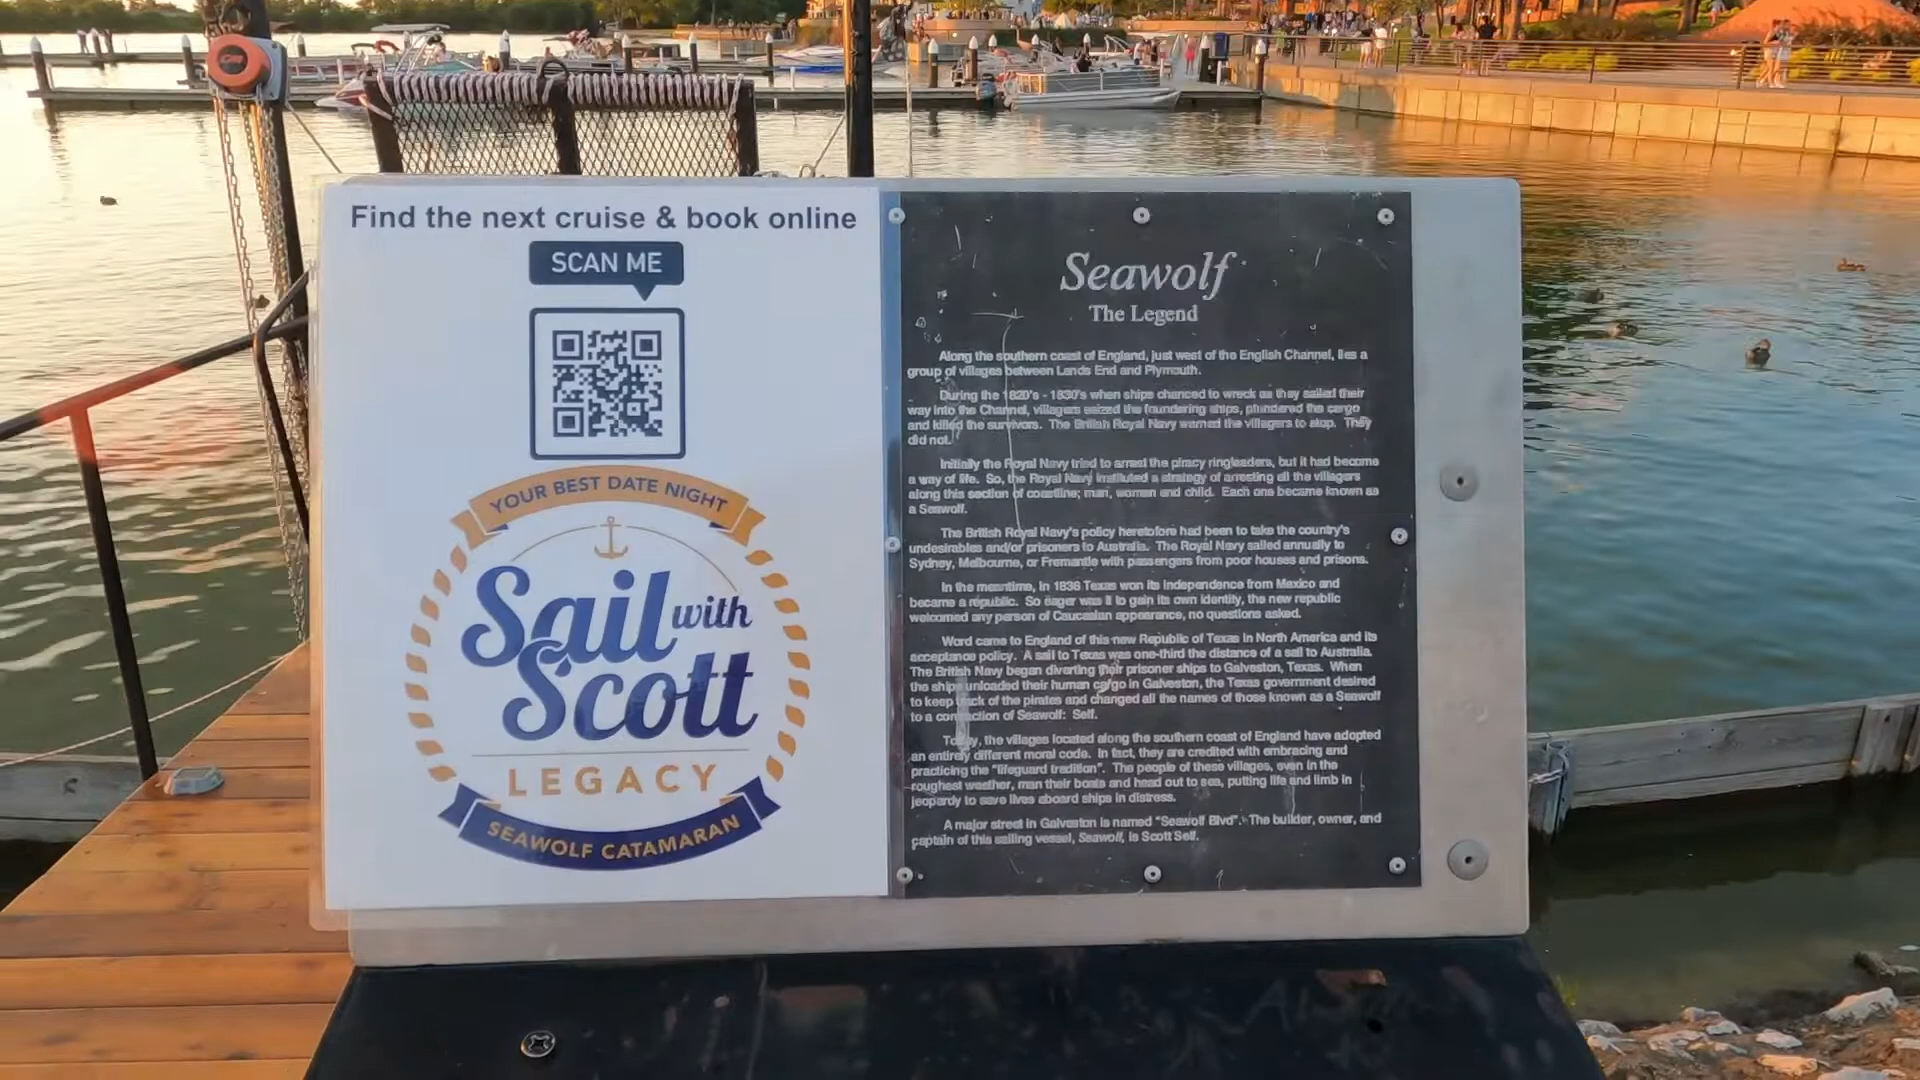 Find the next cruise & book online
SCAN ME
YOUR BEST DATE NIGHT
Sail with
Scott
LEGACY
SEAWOLF CATAMARAN
Seawolf
The Legend
Along the southern coast of England, just west of the English Channel, lies a
group of villages between Lands End and Plymouth.
During the 1820's - 1830's when ships chanced to wreck as they sailed their
way into the Channel, villagers seized the foundering ships, plundered the cargo
and killed the survivors. The British Royal Navy warned the villagers to stop. They
did not.
Initially the Royal Navy tried to arrest the piracy ringleaders, but it had become
a way of life. So, the Royal Navy instituted a strategy of arresting all the villagers
along this section of coastline; man, woman and child. Each one became known as
a Seawolf.
The British Royal Navy's policy heretofore had been to take the country's
undesirables and/or prisoners to Australia. The Royal Navy sailed annually to
Sydney, Melbourne, or Fremantle with passengers from poor houses and prisons.
In the meantime, in 1836 Texas won its independence from Mexico and
became a republic. So eager was it to gain its own identity, the new republic
welcomed any person of Caucasian appearance, no questions asked.
Word came to England of this new Republic of Texas in North America and its
acceptance policy. A sail to Texas was one-third the distance of a sail to Australia.
The British Navy began diverting their prisoner ships to Galveston, Texas. When
the ships unloaded their human cargo in Galveston, the Texas government desired
to keep track of the pirates and changed all the names of those known as a Seawolf
to a contraction of Seawolf: Self.
Today, the villages located along the southern coast of England have adopted
an entirely different moral code. In fact, they are credited with embracing and
practicing the "lifeguard tradition". The people of these villages, even in the
roughest weather, man their boats and head out to sea, putting life and limb in
jeopardy to save lives aboard ships in distress.
A major street in Galveston is named "Seawolf Blvd". The builder, owner, and
captain of this sailing vessel, Seawolf, is Scott Self.